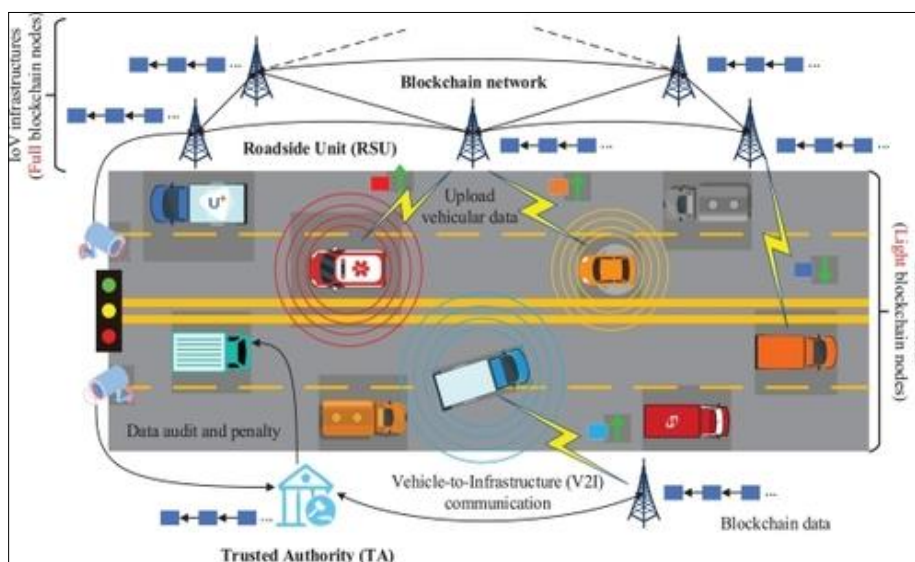 IoV infrastructures
(Full blockchain nodes)
...
...
Blockchain network
...
...
Roadside Unit (RSU)
...
...
U+
Upload
vehicular data
(Light blockchain nodes)
Data audit and penalty
Vehicle-to-Infrastructure (V2I)
communication
...
...
Blockchain data
Trusted Authority (TA)